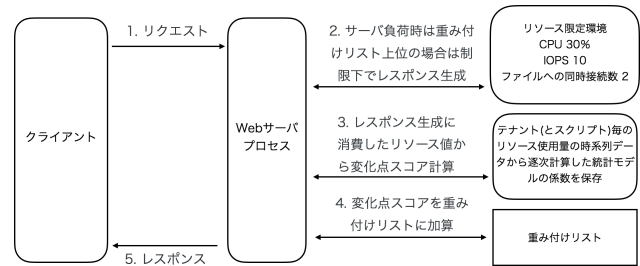 クライアント
1. リクエスト
5. レスポンス
Webサーバ
プロセス
2. サーバ負荷時は重み付
けリスト上位の場合は制
限下でレスポンス生成
3. レスポンス生成に
消費したリソース値か
ら変化点スコア計算
4. 変化点スコアを重み
付けリストに加算
リソース限定環境
CPU 30%
IOPS 10
ファイルへの同時接続数 2
テナント(とスクリプト)毎の
リソース使用量の時系列デー
タから逐次計算した統計モデ
ルの係数を保存
重み付けリスト